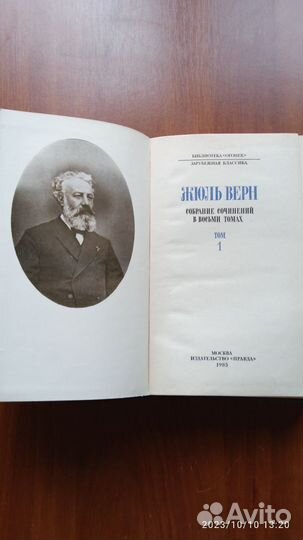 БИБЛИОТЕКА «ОГОНЕК»
ЗАРУБЕЖНАЯ КЛАССИКА
ЖЮЛЬ ВЕРН
СОБРАНИЕ СОЧИНЕНИЙ
В ВОСЬМИ ТОМАХ
ТОМ
1
МОСКВА
ИЗДАТЕЛЬСТВО «ПРАВДА»
1985
Avito
2023/10/10 13:20